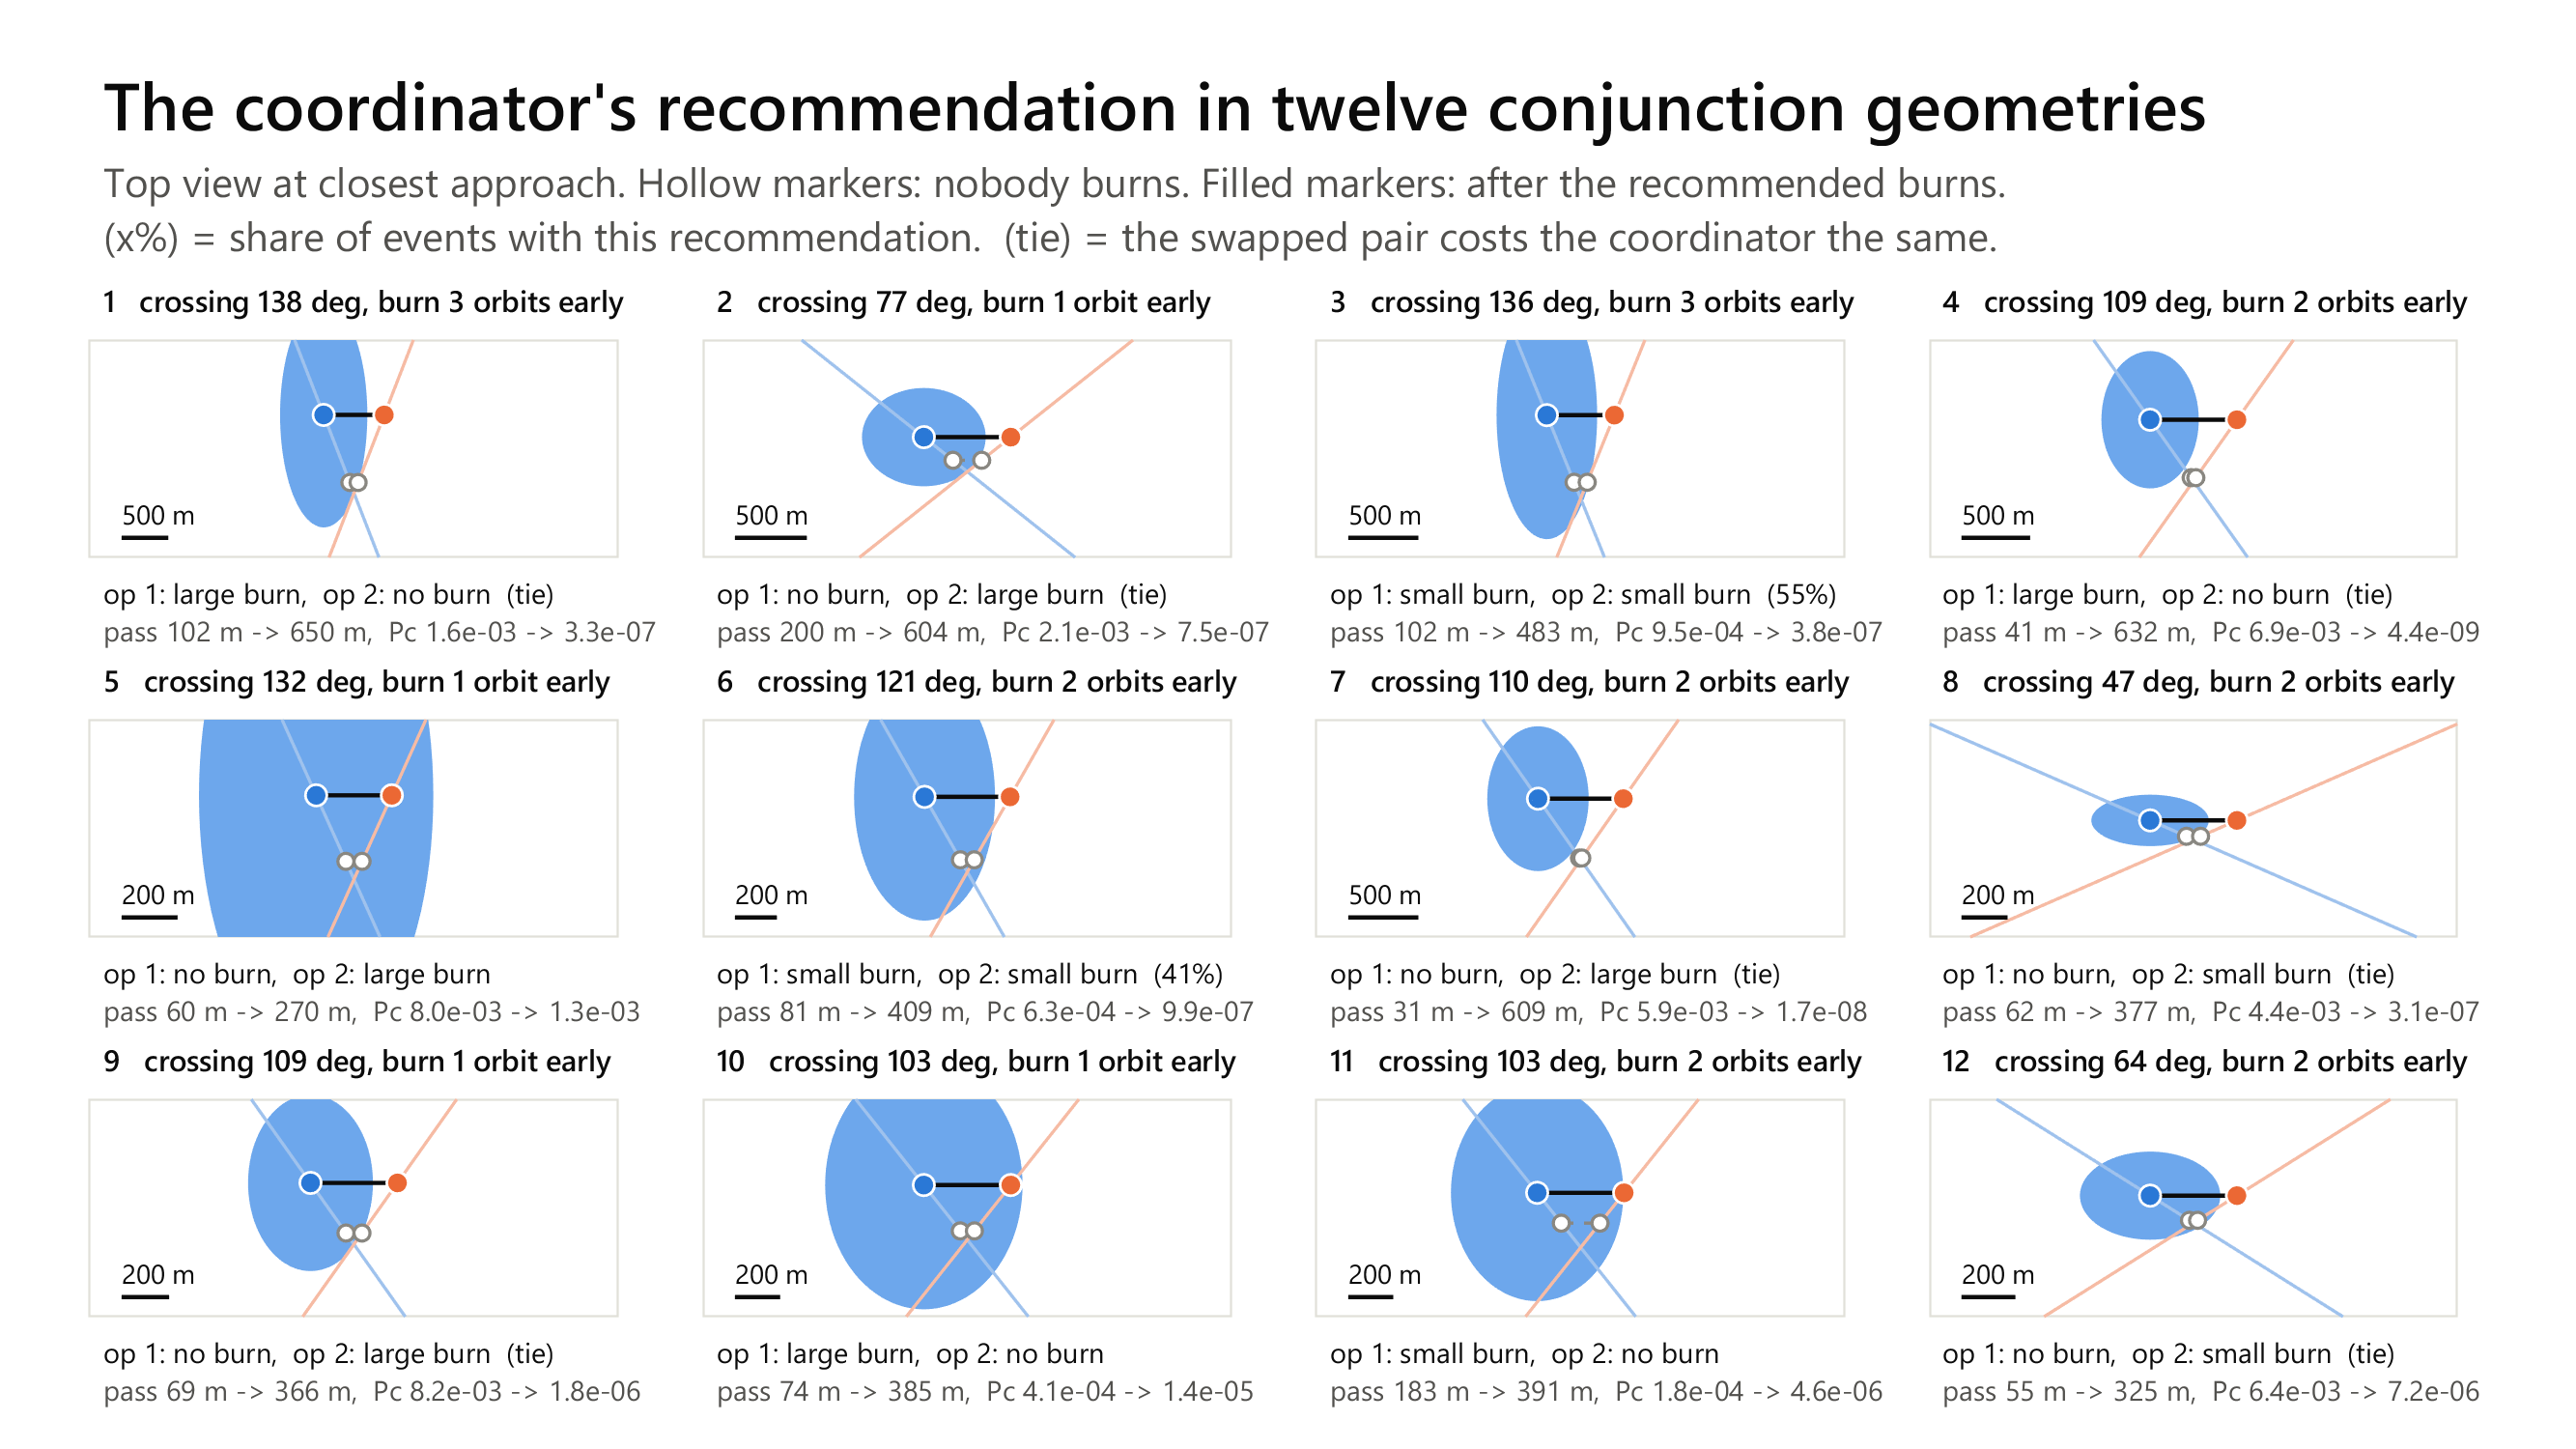 The coordinator's recommendation in twelve conjunction geometries
Top view at closest approach. Hollow markers: nobody burns. Filled markers: after the recommended burns.
(x%) = share of events with this recommendation.  (tie) = the swapped pair costs the coordinator the same.
1 crossing 138 deg, burn 3 orbits early
500 m
op 1: large burn, op 2: no burn (tie)
pass 102 m -> 650 m, Pc 1.6e-03 -> 3.3e-07
2 crossing 77 deg, burn 1 orbit early
500 m
op 1: no burn, op 2: large burn (tie)
pass 200 m -> 604 m, Pc 2.1e-03 -> 7.5e-07
3 crossing 136 deg, burn 3 orbits early
500 m
op 1: small burn, op 2: small burn (55%)
pass 102 m -> 483 m, Pc 9.5e-04 -> 3.8e-07
4 crossing 109 deg, burn 2 orbits early
500 m
op 1: large burn, op 2: no burn (tie)
pass 41 m -> 632 m, Pc 6.9e-03 -> 4.4e-09
5 crossing 132 deg, burn 1 orbit early
200 m
op 1: no burn, op 2: large burn
pass 60 m -> 270 m, Pc 8.0e-03 -> 1.3e-03
6 crossing 121 deg, burn 2 orbits early
200 m
op 1: small burn, op 2: small burn (41%)
pass 81 m -> 409 m, Pc 6.3e-04 -> 9.9e-07
7 crossing 110 deg, burn 2 orbits early
500 m
op 1: no burn, op 2: large burn (tie)
pass 31 m -> 609 m, Pc 5.9e-03 -> 1.7e-08
8 crossing 47 deg, burn 2 orbits early
200 m
op 1: no burn, op 2: small burn (tie)
pass 62 m -> 377 m, Pc 4.4e-03 -> 3.1e-07
9 crossing 109 deg, burn 1 orbit early
200 m
op 1: no burn, op 2: large burn (tie)
pass 69 m -> 366 m, Pc 8.2e-03 -> 1.8e-06
10 crossing 103 deg, burn 1 orbit early
200 m
op 1: large burn, op 2: no burn
pass 74 m -> 385 m, Pc 4.1e-04 -> 1.4e-05
11 crossing 103 deg, burn 2 orbits early
200 m
op 1: small burn, op 2: no burn
pass 183 m -> 391 m, Pc 1.8e-04 -> 4.6e-06
12 crossing 64 deg, burn 2 orbits early
200 m
op 1: no burn, op 2: small burn (tie)
pass 55 m -> 325 m, Pc 6.4e-03 -> 7.2e-06